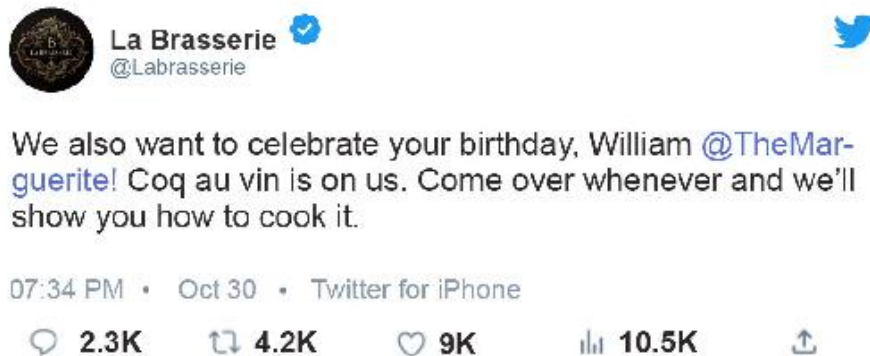 La Brasserie
@Labrasserie
We also want to celebrate your birthday, William @TheMar-
guerite! Coq au vin is on us. Come over whenever and we'll
show you how to cook it.
07:34 PM • Oct 30 • Twitter for iPhone
2.3K 4.2K 9K 10.5K